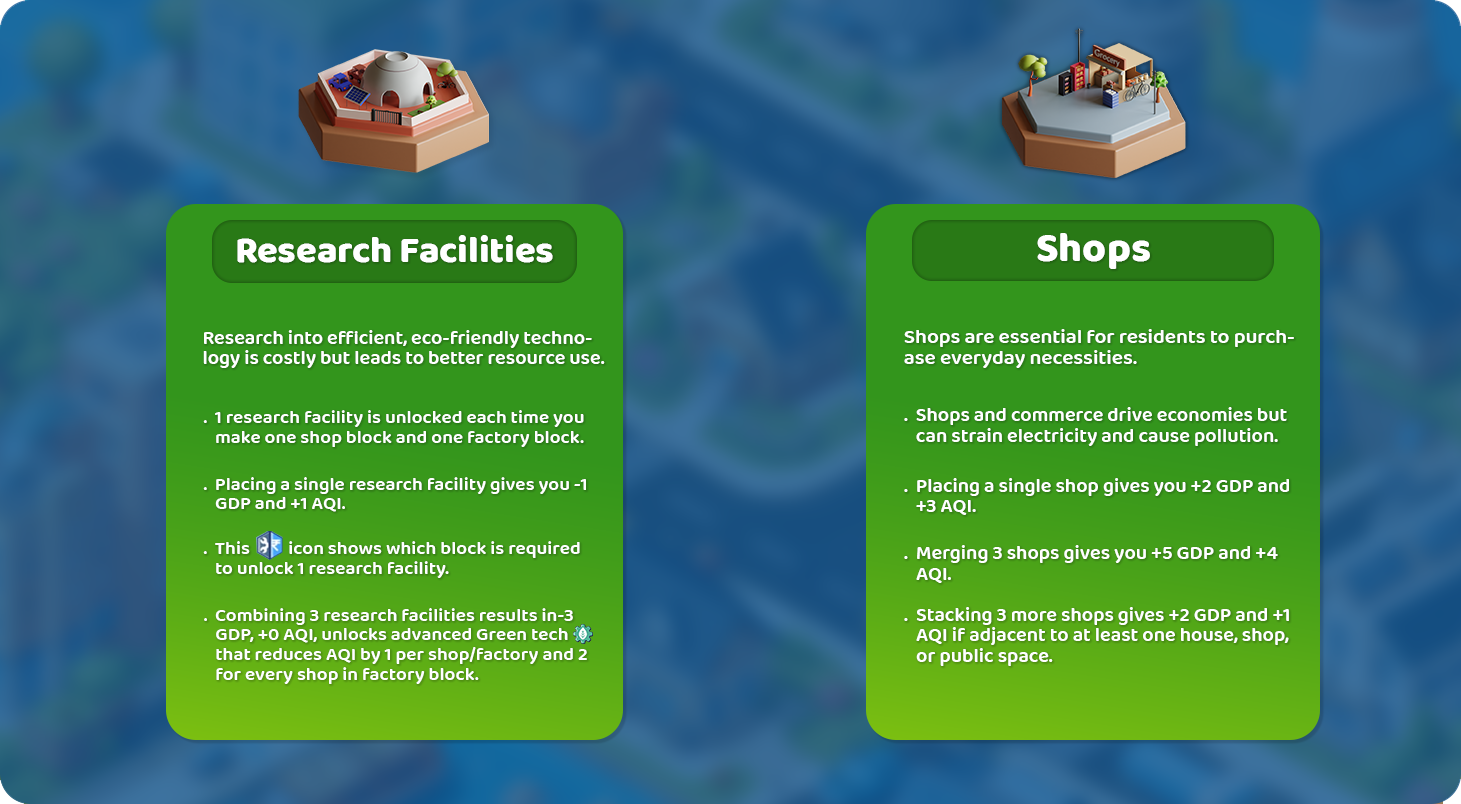 Grocery
Research Facilities
Research into efficient, eco-friendly techno-
logy is costly but leads to better resource use.
. 1 research facility is unlocked each time you
make one shop block and one factory block.
. Placing a single research facility gives you -1
GDP and +1 AQI.
. This icon shows which block is required
to unlock 1 research facility.
. Combining 3 research facilities results in-3
GDP, +0 AQI, unlocks advanced Green tech
that reduces AQI by 1 per shop/factory and 2
for every shop in factory block.
Shops
Shops are essential for residents to purch-
ase everyday necessities.
. Shops and commerce drive economies but
can strain electricity and cause pollution.
. Placing a single shop gives you +2 GDP and
+3 AQI.
. Merging 3 shops gives you +5 GDP and +4
AQI.
. Stacking 3 more shops gives +2 GDP and +1
AQI if adjacent to at least one house, shop,
or public space.